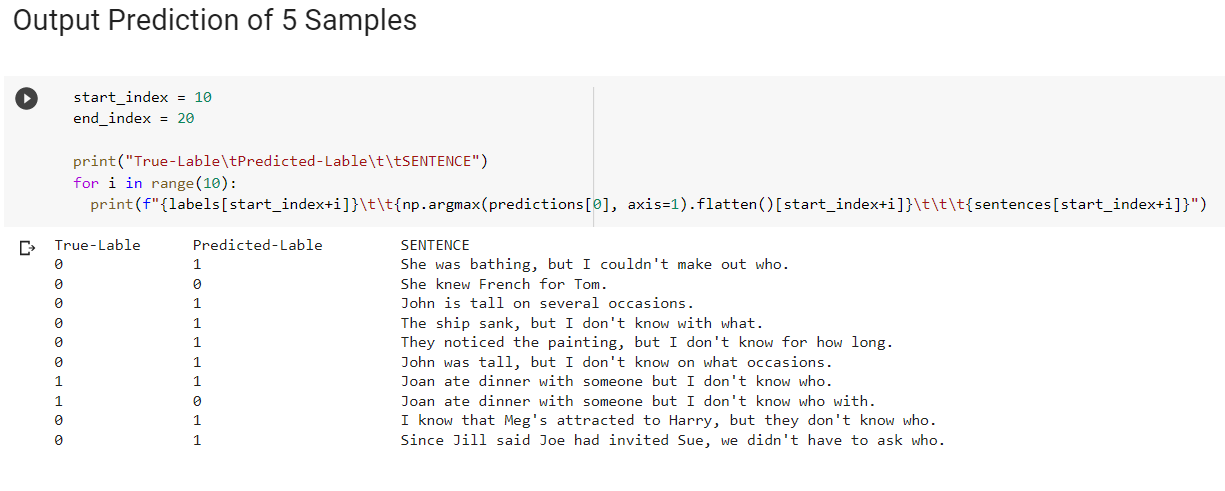 Output Prediction of 5 Samples
start_index = 10
end_index = 20
print("True-Lable\tPredicted-Lable\t\tSENTENCE")
for i in range(10):
  print(f"{labels[start_index+i]}\t\t{np.argmax(predictions[0], axis=1).flatten()[start_index+i]}\t\t\t{sentences[start_index+i]}")
True-Lable Predicted-Lable SENTENCE
0 1 She was bathing, but I couldn't make out who.
0 0 She knew French for Tom.
0 1 John is tall on several occasions.
0 1 The ship sank, but I don't know with what.
0 1 They noticed the painting, but I don't know for how long.
0 1 John was tall, but I don't know on what occasions.
1 1 Joan ate dinner with someone but I don't know who.
1 0 Joan ate dinner with someone but I don't know who with.
0 1 I know that Meg's attracted to Harry, but they don't know who.
0 1 Since Jill said Joe had invited Sue, we didn't have to ask who.